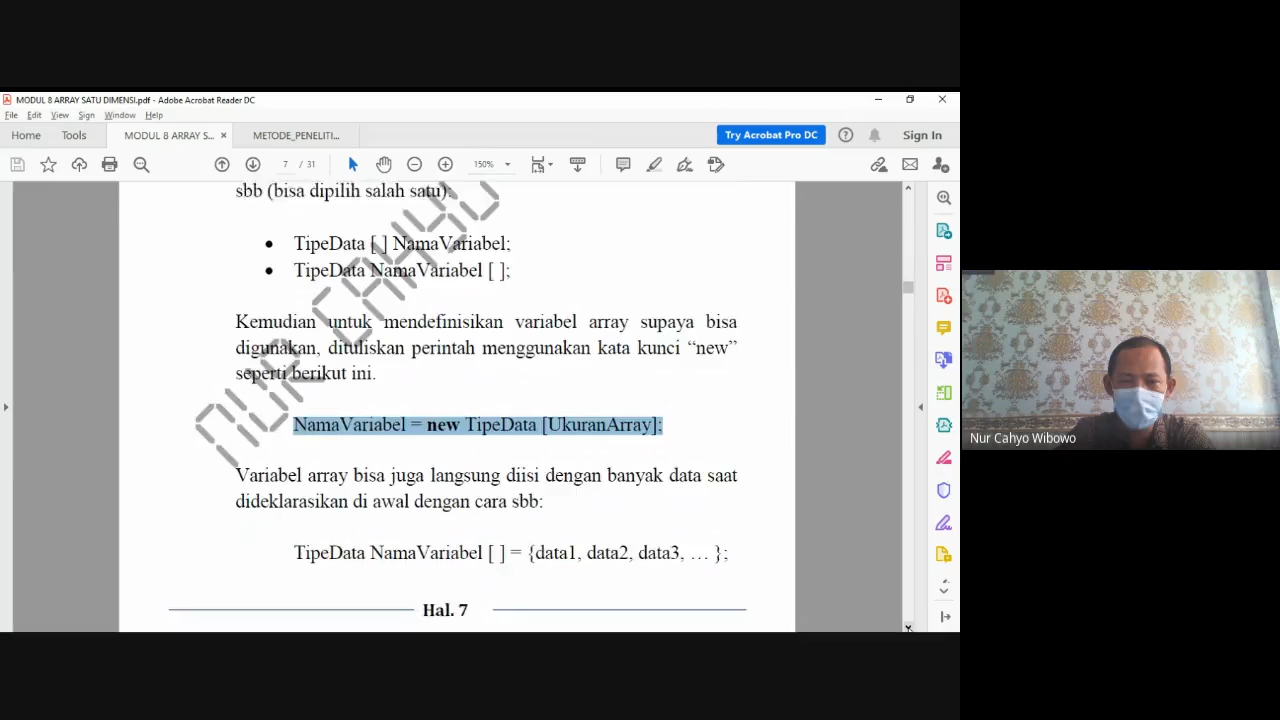 MODUL 8 ARRAY SATU DIMENSI.pdf - Adobe Acrobat Reader DC
File Edit View Sign Window Help
Home Tools MODUL 8 ARRAY S... × METODE_PENELITI... Try Acrobat Pro DC Sign In
7 / 31 150%
sbb (bisa dipilih salah satu):
• TipeData [ ] NamaVariabel;
• TipeData NamaVariabel [ ];
Kemudian untuk mendefinisikan variabel array supaya bisa
digunakan, dituliskan perintah menggunakan kata kunci “new”
seperti berikut ini.
NamaVariabel = new TipeData [UkuranArray];
Variabel array bisa juga langsung diisi dengan banyak data saat
dideklarasikan di awal dengan cara sbb:
TipeData NamaVariabel [ ] = {data1, data2, data3, … };
Hal. 7
NUR CAHYO
Nur Cahyo Wibowo